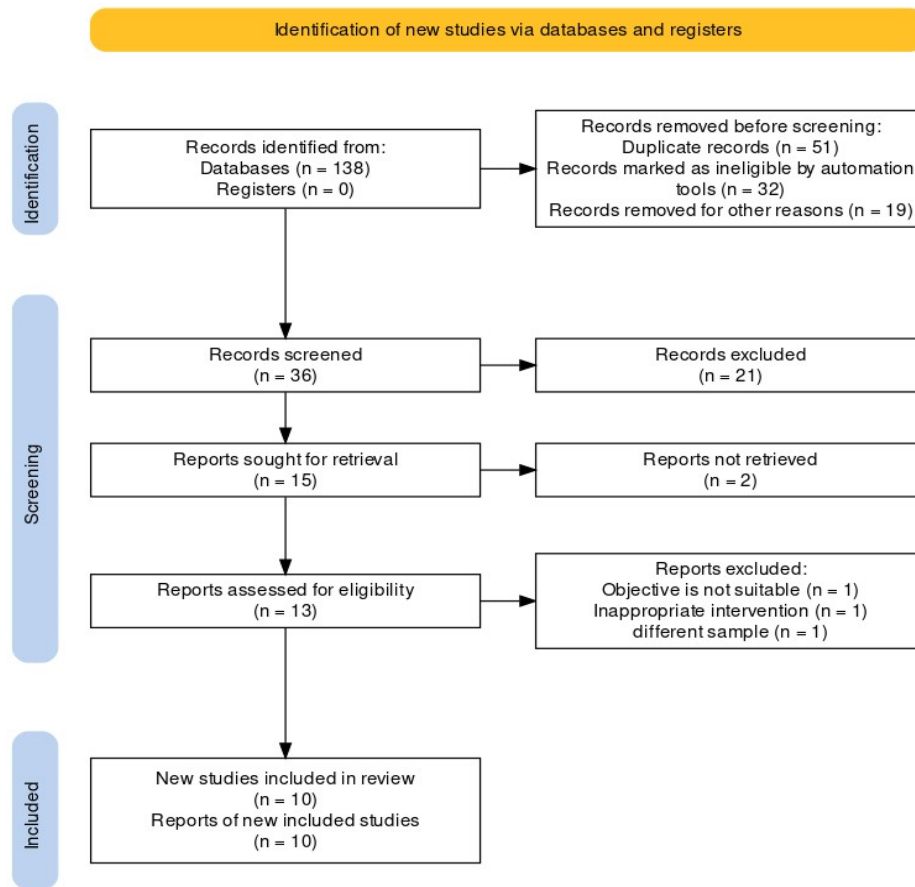 Identification of new studies via databases and registers
Identification
Records identified from:
Databases (n = 138)
Registers (n = 0)
Records removed before screening:
Duplicate records (n = 51)
Records marked as ineligible by automation
tools (n = 32)
Records removed for other reasons (n = 19)
Screening
Records screened
(n = 36)
Records excluded
(n = 21)
Reports sought for retrieval
(n = 15)
Reports not retrieved
(n = 2)
Reports assessed for eligibility
(n = 13)
Reports excluded:
Objective is not suitable (n = 1)
Inappropriate intervention (n = 1)
different sample (n = 1)
Included
New studies included in review
(n = 10)
Reports of new included studies
(n = 10)